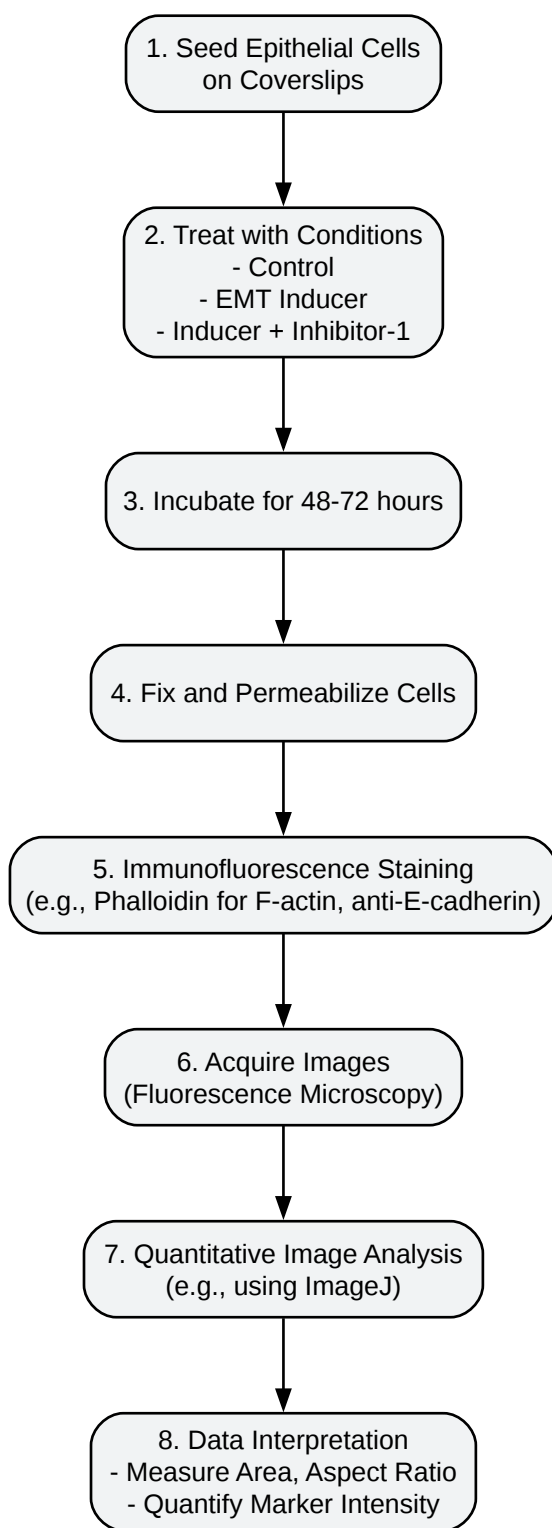 1. Seed Epithelial Cells
on Coverslips
2. Treat with Conditions
- Control
- EMT Inducer
- Inducer + Inhibitor-1
3. Incubate for 48-72 hours
4. Fix and Permeabilize Cells
5. Immunofluorescence Staining
(e.g., Phalloidin for F-actin, anti-E-cadherin)
6. Acquire Images
(Fluorescence Microscopy)
7. Quantitative Image Analysis
(e.g., using ImageJ)
8. Data Interpretation
- Measure Area, Aspect Ratio
- Quantify Marker Intensity